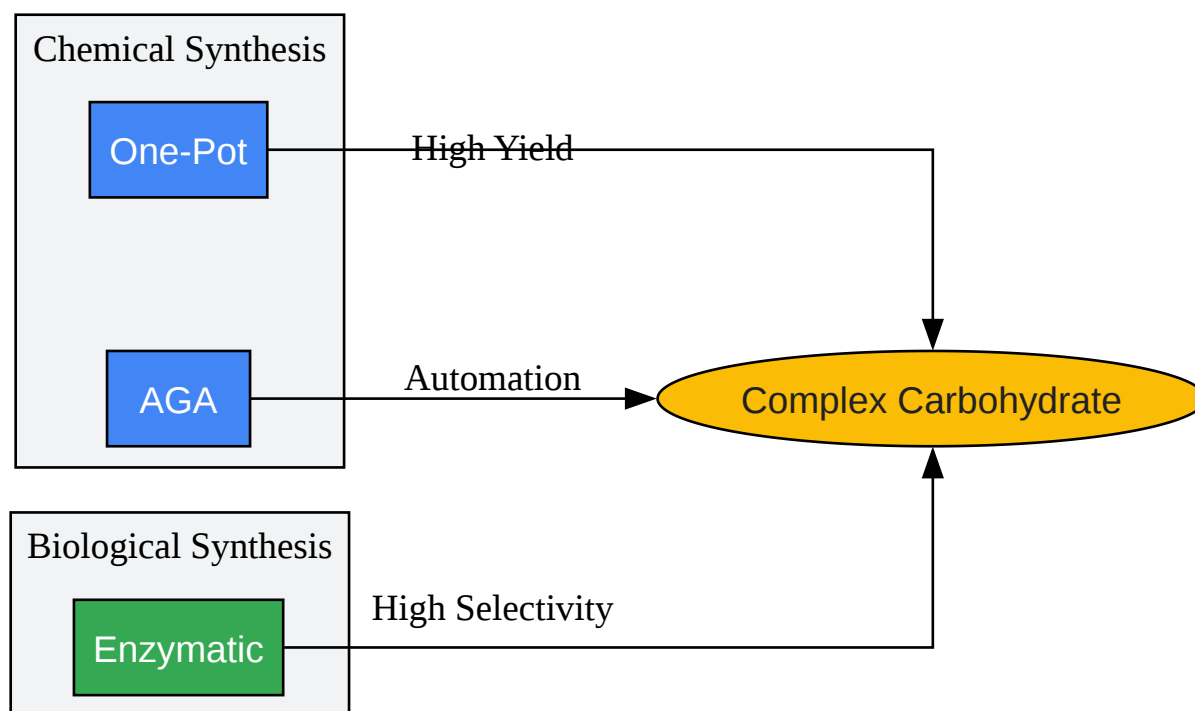 Chemical Synthesis
One-Pot
High Yield
AGA
Automation
Complex Carbohydrate
Biological Synthesis
Enzymatic
High Selectivity